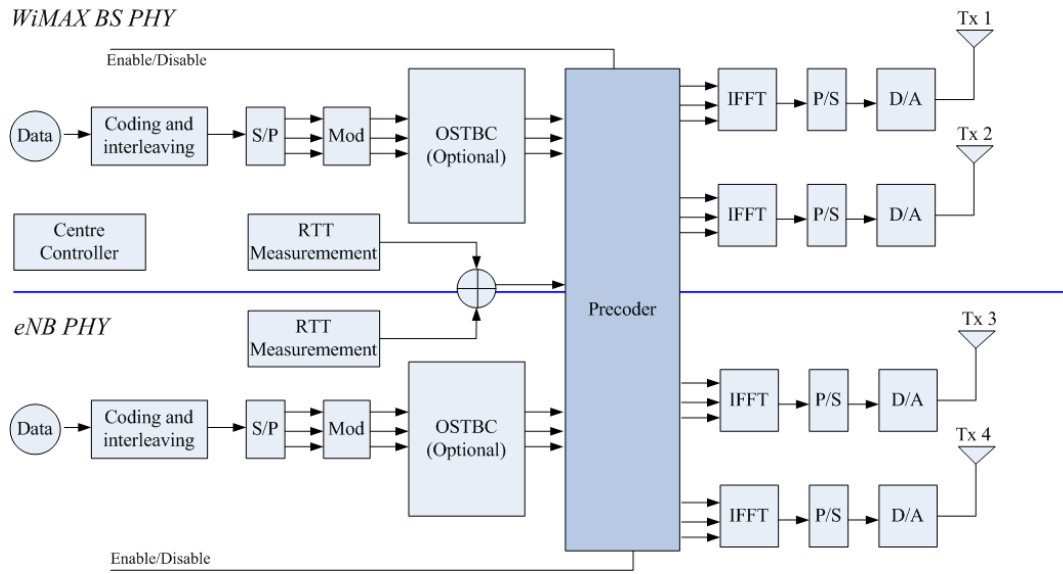 WiMAX BS PHY
Enable/Disable
Data
Coding and
interleaving
S/P
Mod
OSTBC
(Optional)
IFFT
P/S
D/A
Tx 1
IFFT
P/S
D/A
Tx 2
Centre
Controller
RTT
Measuremement
Precoder
eNB PHY
RTT
Measuremement
Data
Coding and
interleaving
S/P
Mod
OSTBC
(Optional)
IFFT
P/S
D/A
Tx 3
IFFT
P/S
D/A
Tx 4
Enable/Disable